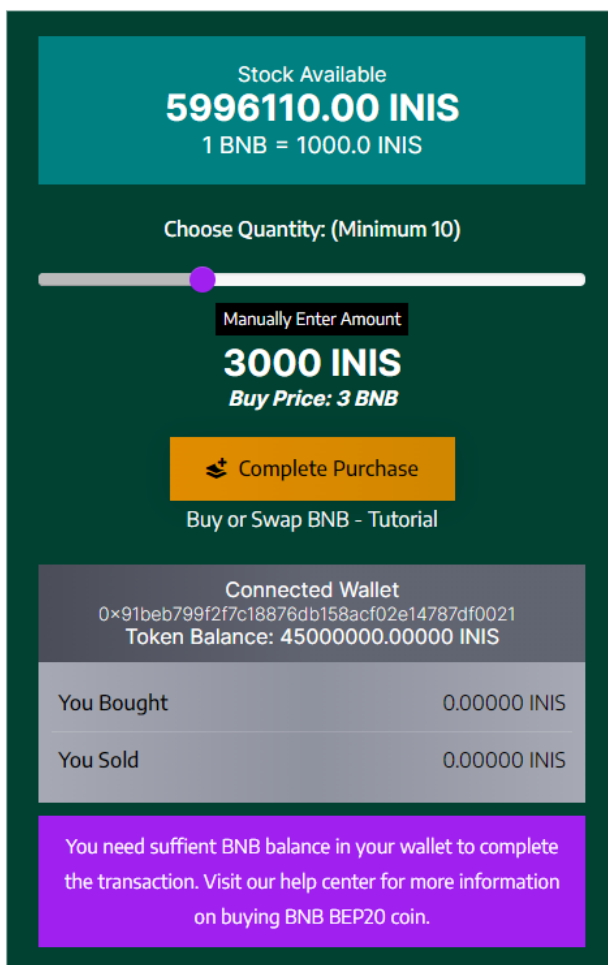 Stock Available
5996110.00 INIS
1 BNB = 1000.0 INIS
Choose Quantity: (Minimum 10)
Manually Enter Amount
3000 INIS
Buy Price: 3 BNB
Complete Purchase
Buy or Swap BNB - Tutorial
Connected Wallet
0×91beb799f2f7c18876db158acf02e14787df0021
Token Balance: 45000000.00000 INIS
You Bought 0.00000 INIS
You Sold 0.00000 INIS
You need suffient BNB balance in your wallet to complete
the transaction. Visit our help center for more information
on buying BNB BEP20 coin.